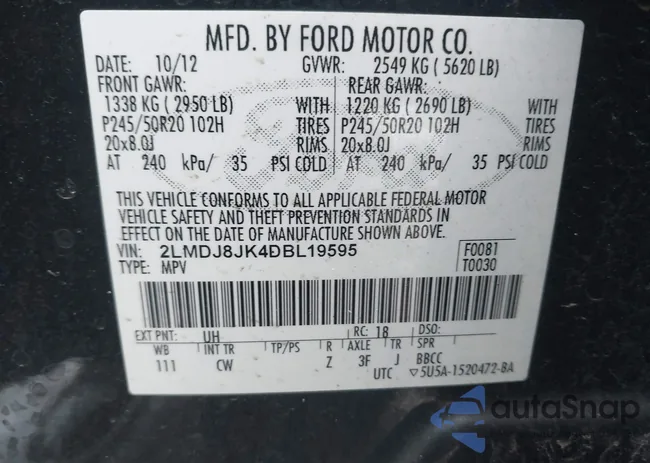 MFD. BY FORD MOTOR CO.
DATE: 10/12 GVWR: 2549 KG ( 5620 LB)
FRONT GAWR: REAR GAWR:
1338 KG ( 2950 LB) WITH 1220 KG ( 2690 LB) WITH
P245/50R20 102H TIRES P245/50R20 102H TIRES
20x8.0J RIMS 20x8.0J RIMS
AT 240 kPa/ 35 PSI COLD AT 240 kPa/ 35 PSI COLD
THIS VEHICLE CONFORMS TO ALL APPLICABLE FEDERAL MOTOR
VEHICLE SAFETY AND THEFT PREVENTION STANDARDS IN
EFFECT ON THE DATE OF MANUFACTURE SHOWN ABOVE.
VIN: 2LMDJ8JK4DBL19595 F0081
TYPE: MPV T0030
EXT PNT: UH RC: 18 DSO:
WB INT TR TP/PS R AXLE TR SPR
111 CW Z 3F J BBCC
UTC ▽5U5A-1520472-BA
autoSnap